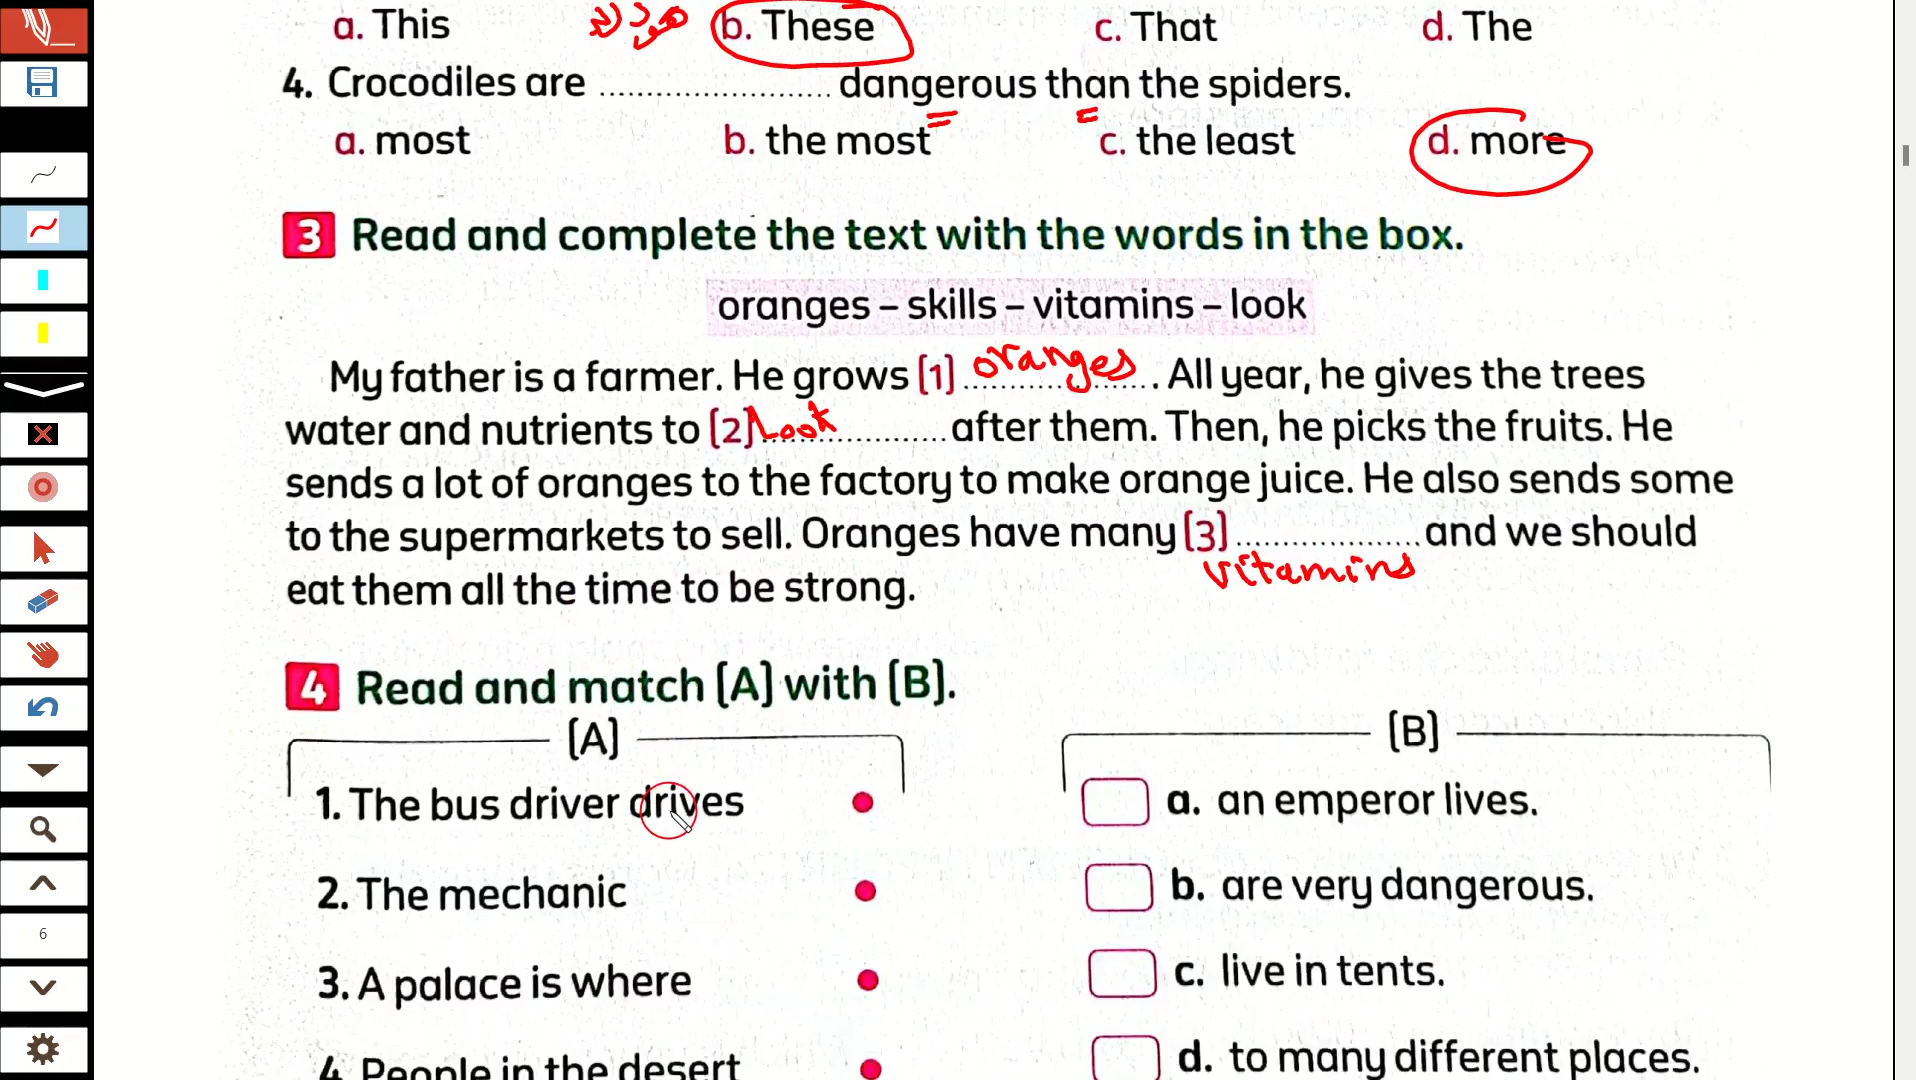 a. This b. These c. That d. The
4. Crocodiles are ........................ dangerous than the spiders.
a. most b. the most c. the least d. more
3 Read and complete the text with the words in the box.
oranges – skills – vitamins – look
My father is a farmer. He grows [1] oranges. All year, he gives the trees
water and nutrients to [2] Look after them. Then, he picks the fruits. He
sends a lot of oranges to the factory to make orange juice. He also sends some
to the supermarkets to sell. Oranges have many [3] .................... and we should
vitamins
eat them all the time to be strong.
4 Read and match [A] with [B].
[A] [B]
1. The bus driver drives a. an emperor lives.
2. The mechanic b. are very dangerous.
3. A palace is where c. live in tents.
4. People in the desert d. to many different places.
6